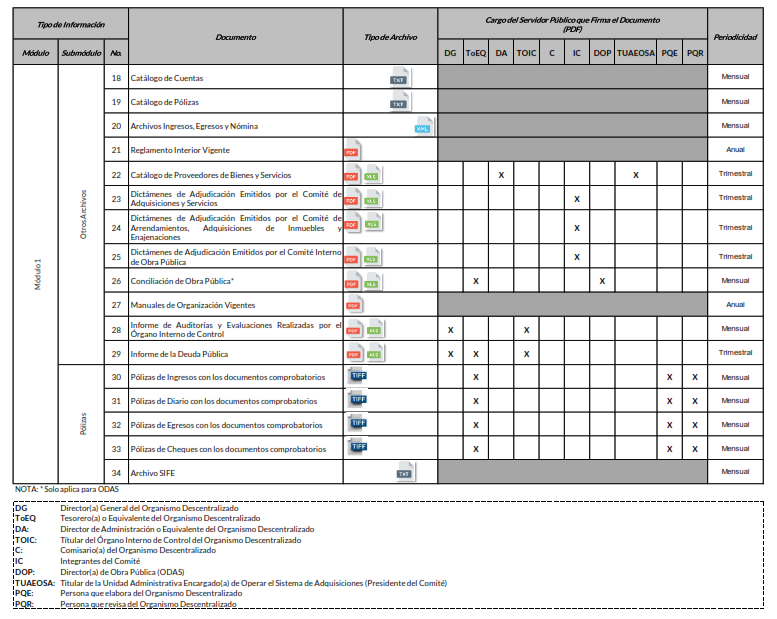 Tipo de Información
Documento
Tipo de Archivo
Cargo del Servidor Público que Firma el Documento
(PDF)
Periodicidad
Módulo Submódulo No.
DG ToEQ DA TOIC C IC DOP TUAEOSA PQE PQR
Módulo 1
Otros Archivos
18 Catálogo de Cuentas TXT Mensual
19 Catálogo de Pólizas TXT Mensual
20 Archivos Ingresos, Egresos y Nómina XML Mensual
21 Reglamento Interior Vigente PDF Anual
22 Catálogo de Proveedores de Bienes y Servicios PDF XLS X X Trimestral
23 Dictámenes de Adjudicación Emitidos por el Comité de
Adquisiciones y Servicios PDF XLS X Trimestral
24 Dictámenes de Adjudicación Emitidos por el Comité de
Arrendamientos, Adquisiciones de Inmuebles y
Enajenaciones PDF XLS X Trimestral
25 Dictámenes de Adjudicación Emitidos por el Comité Interno
de Obra Pública PDF XLS X Trimestral
26 Conciliación de Obra Pública* PDF XLS X X Mensual
27 Manuales de Organización Vigentes PDF Anual
28 Informe de Auditorías y Evaluaciones Realizadas por el
Órgano Interno de Control PDF XLS X X Mensual
29 Informe de la Deuda Pública PDF XLS X X X Trimestral
Pólizas
30 Pólizas de Ingresos con los documentos comprobatorios TIFF X X X Mensual
31 Pólizas de Diario con los documentos comprobatorios TIFF X X X Mensual
32 Pólizas de Egresos con los documentos comprobatorios TIFF X X X Mensual
33 Pólizas de Cheques con los documentos comprobatorios TIFF X X X Mensual
34 Archivo SIFE TXT Mensual
NOTA: * Solo aplica para ODAS
DG Director(a) General del Organismo Descentralizado
ToEQ Tesorero(a) o Equivalente del Organismo Descentralizado
DA: Director de Administración o Equivalente del Organismo Descentralizado
TOIC: Titular del Órgano Interno de Control del Organismo Descentralizado
C: Comisario(a) del Organismo Descentralizado
IC Integrantes del Comité
DOP: Director(a) de Obra Pública (ODAS)
TUAEOSA: Titular de la Unidad Administrativa Encargado(a) de Operar el Sistema de Adquisiciones (Presidente del Comité)
PQE: Persona que elabora del Organismo Descentralizado
PQR: Persona que revisa del Organismo Descentralizado